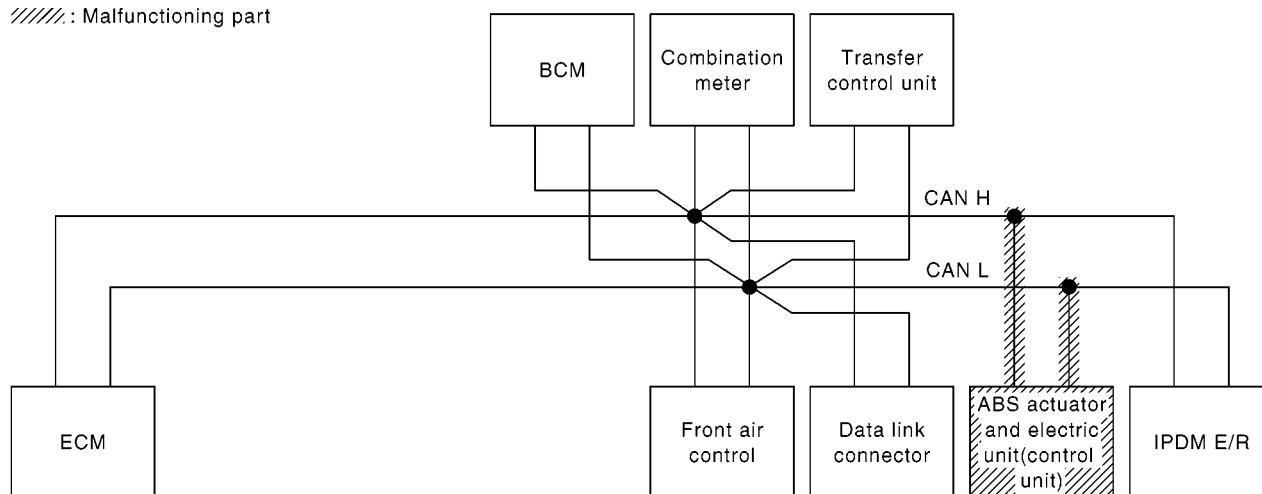 : Malfunctioning part
BCM
Combination
meter
Transfer
control unit
CAN H
CAN L
ECM
Front air
control
Data link
connector
ABS actuator
and electric
unit(control
unit)
IPDM E/R